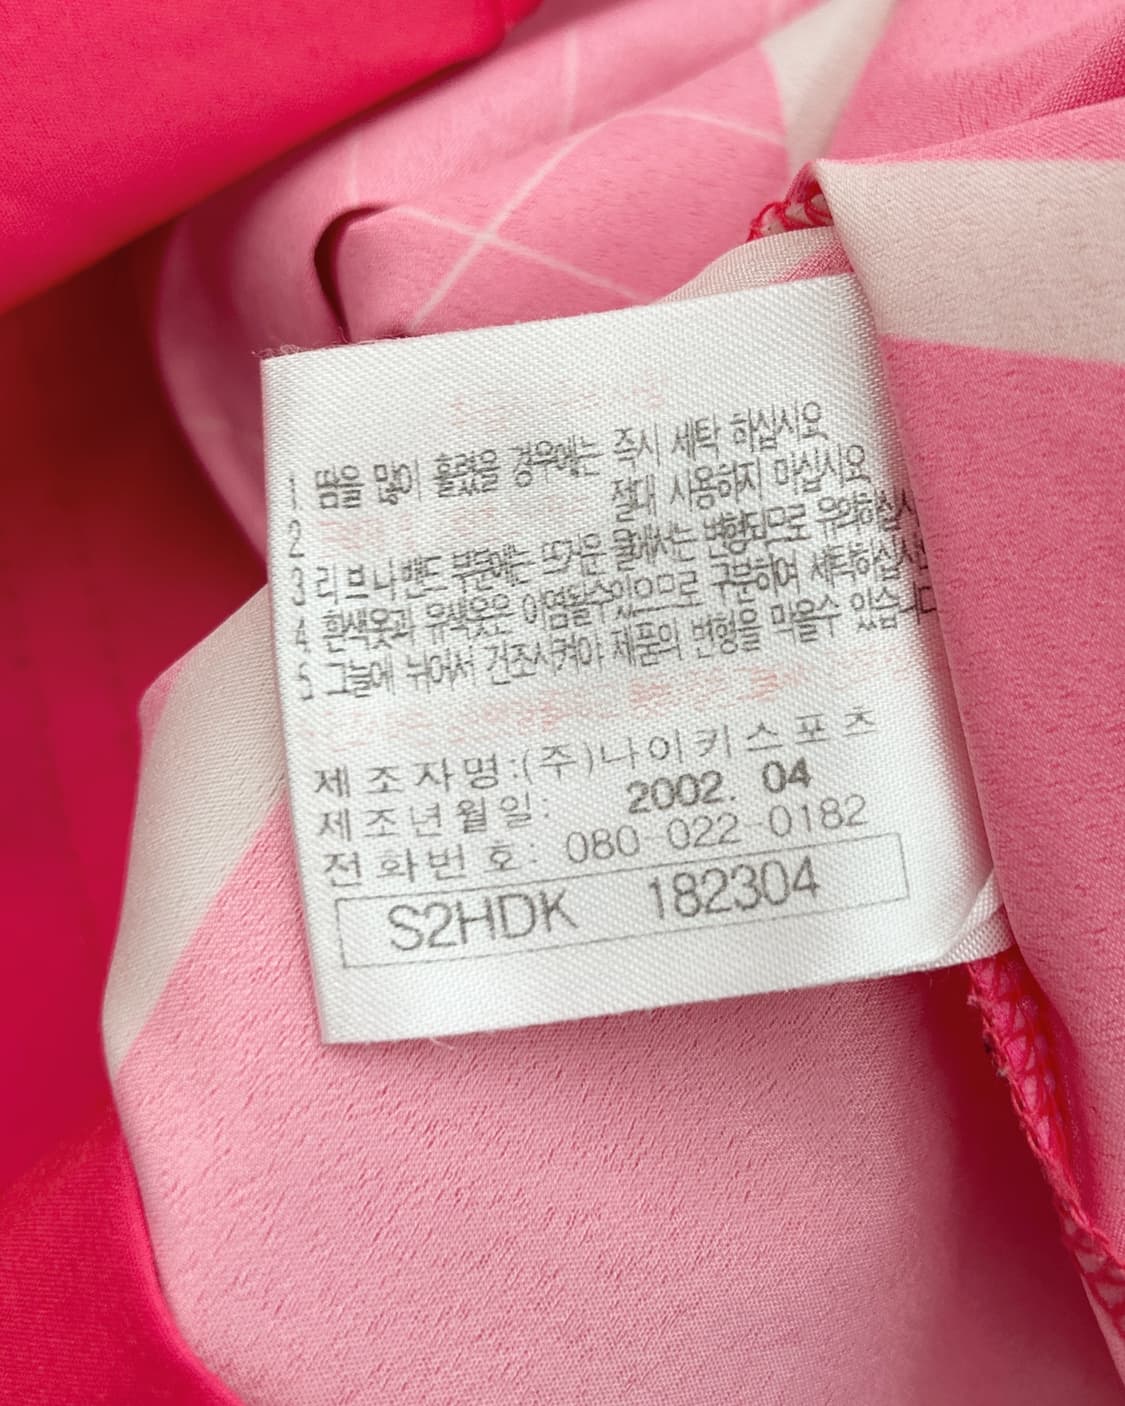 1 땀을 많이 흘렸을 경우에는 즉시 세탁 하십시요
2 절대 사용하지 마십시요
3 리브나 밴드 부분에는 뜨거운 물에서는 변형되므로 유의하십시
4 흰색옷과 유색옷은 이염될수있으므로 구분하여 세탁하십시
5 그늘에 뉘어서 건조시켜야 제품의 변형을 막을수 있습니다
제조자명:(주)나이키스포츠
제조년월일: 2002. 04
전화번호: 080-022-0182
S2HDK 182304